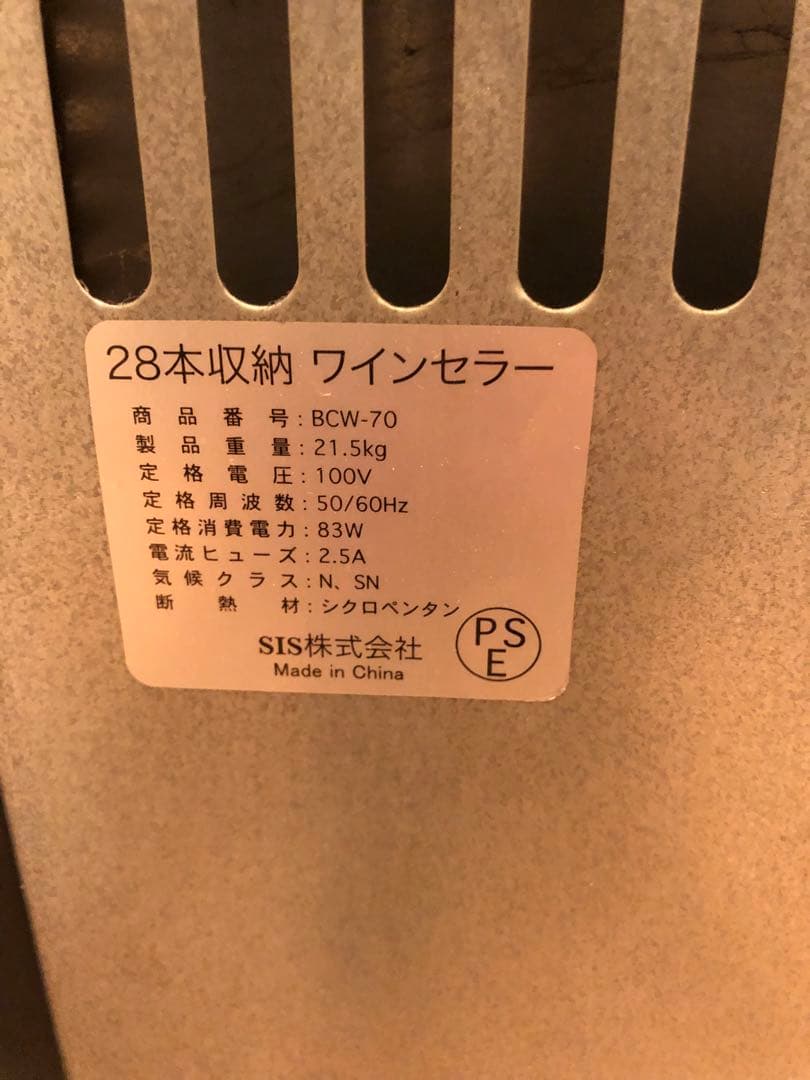 28本収納 ワインセラー
商品番号：BCW-70
製品重量：21.5kg
定格電圧：100V
定格周波数：50/60Hz
定格消費電力：83W
電流ヒューズ：2.5A
気候クラス：N、SN
断熱材：シクロペンタン
SIS株式会社
Made in China
PSE